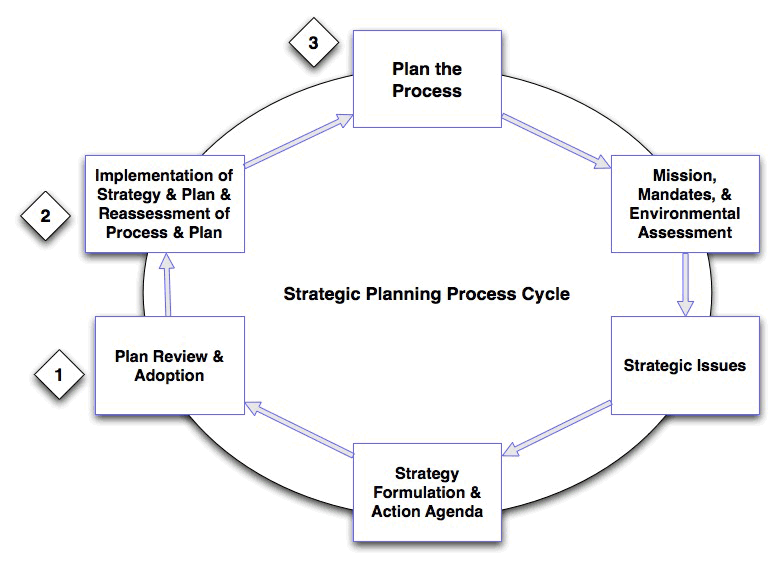 3
Plan the
Process
Implementation of
Strategy & Plan &
Reassessment of
Process & Plan
Mission,
Mandates, &
Environmental
Assessment
2
Strategic Planning Process Cycle
Plan Review &
Adoption
Strategic Issues
1
Strategy
Formulation &
Action Agenda